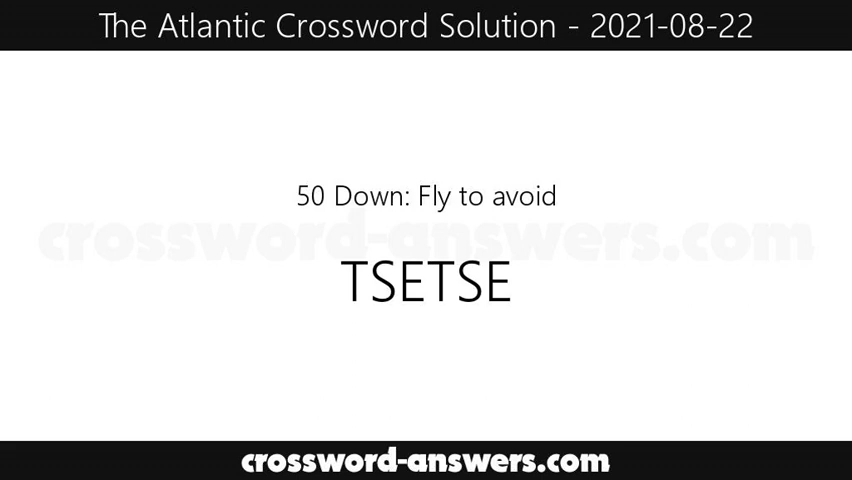 The Atlantic Crossword Solution - 2021-08-22
50 Down: Fly to avoid
crossword-answers.com
TSETSE
crossword-answers.com